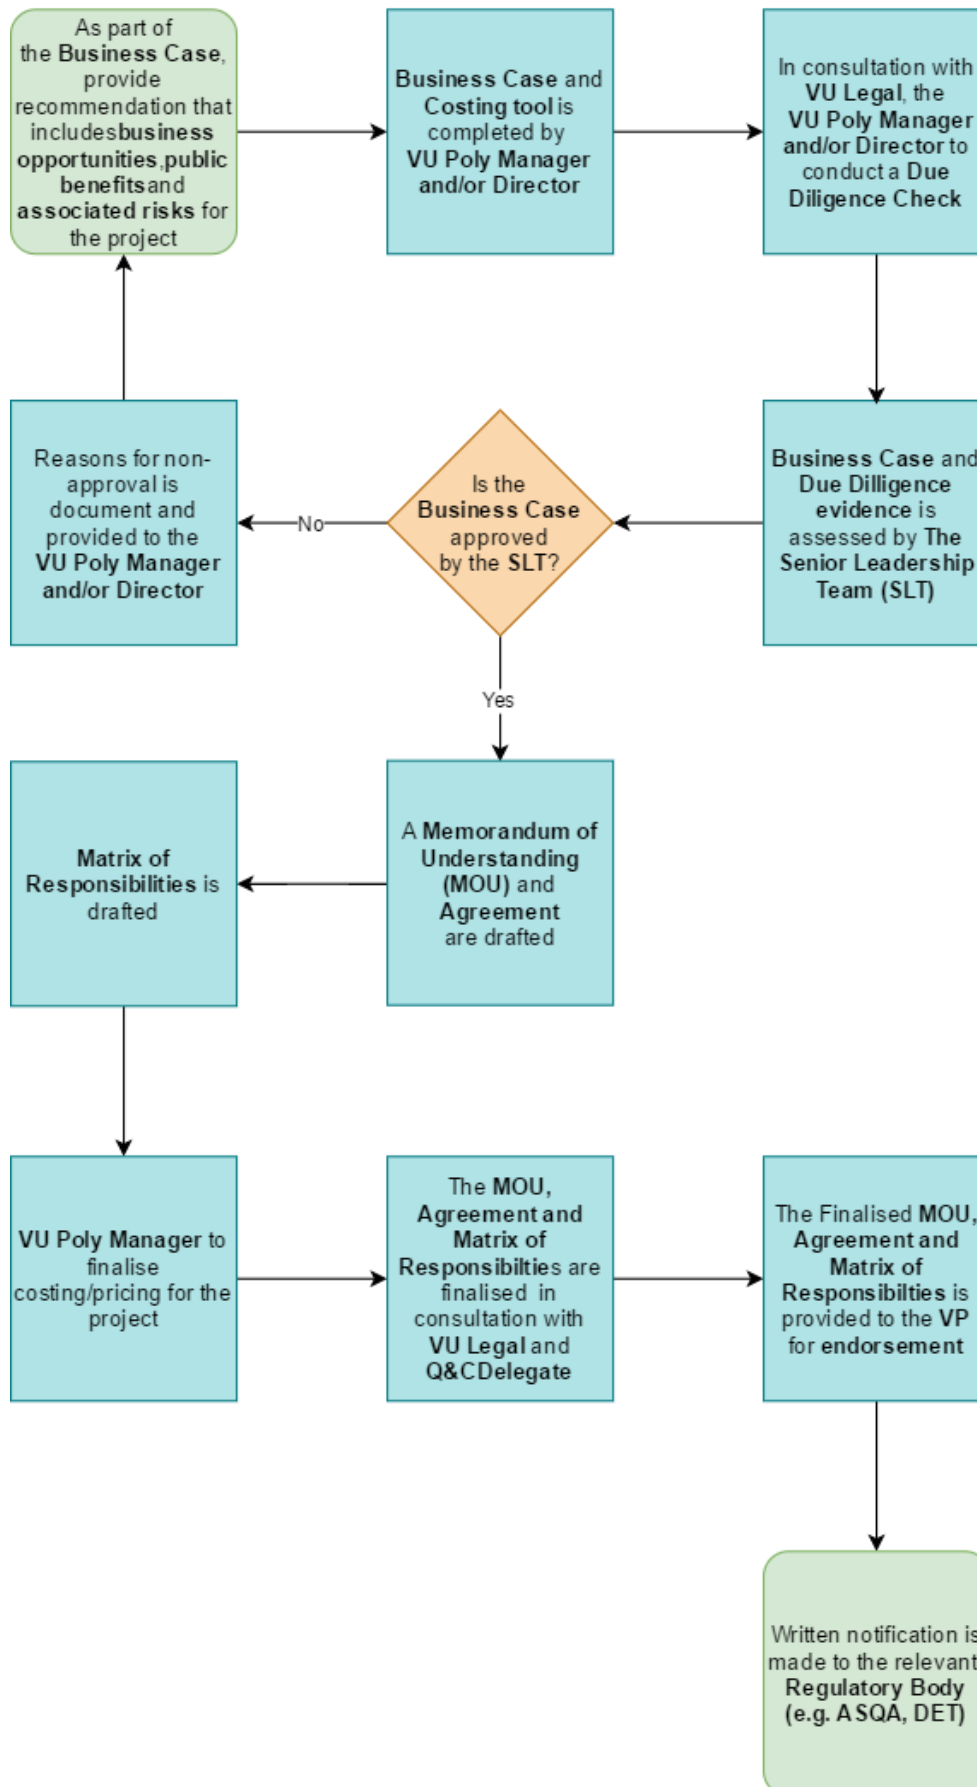 As part of
the Business Case,
provide
recommendation that
includesbusiness
opportunities,public
benefitsand
associated risks for
the project
Business Case and
Costing tool is
completed by
VU Poly Manager
and/or Director
In consultation with
VU Legal, the
VU Poly Manager
and/or Director to
conduct a Due
Diligence Check
Business Case and
Due Dilligence
evidence is
assessed by The
Senior Leadership
Team (SLT)
Is the
Business Case
approved
by the SLT?
No
Reasons for non-
approval is
document and
provided to the
VU Poly Manager
and/or Director
Yes
A Memorandum of
Understanding
(MOU) and
Agreement
are drafted
Matrix of
Responsibilities is
drafted
VU Poly Manager to
finalise
costing/pricing for the
project
The MOU,
Agreement and
Matrix of
Responsibilties are
finalised in
consultation with
VU Legal and
Q&CDelegate
The Finalised MOU,
Agreement and
Matrix of
Responsibilties is
provided to the VP
for endorsement
Written notification is
made to the relevant
Regulatory Body
(e.g. ASQA, DET)